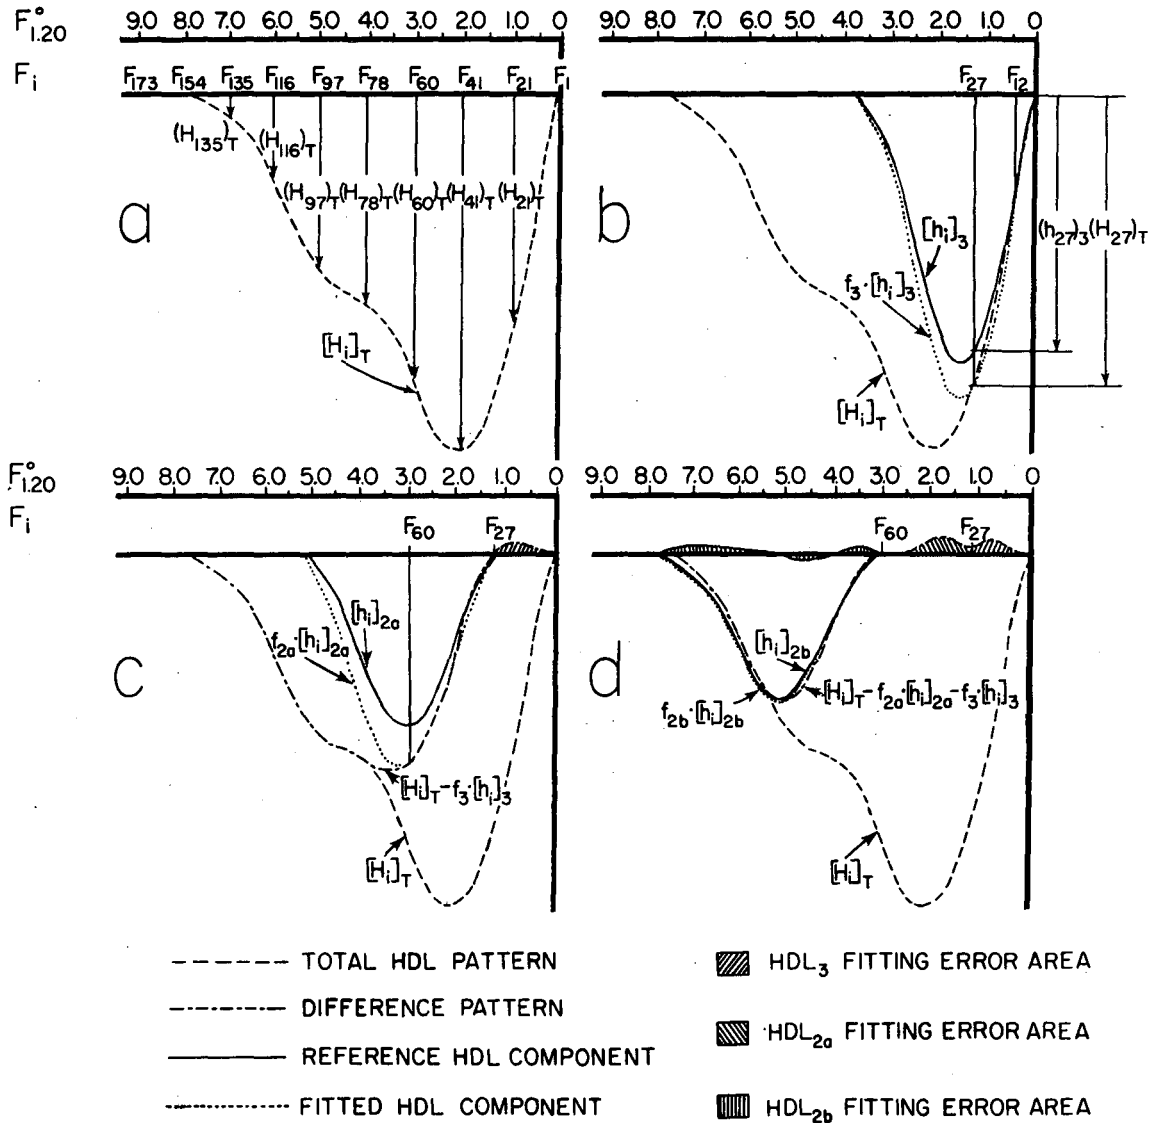 F°1.20 9.0 8.0 7.0 6.0 5.0 4.0 3.0 2.0 1.0 0
Fi F173 F154 F135 F116 F97 F78 F60 F41 F21 F1
(H135)T (H116)T (H97)T (H78)T (H60)T (H41)T (H21)T
a
[Hi]T
9.0 8.0 7.0 6.0 5.0 4.0 3.0 2.0 1.0 0
F27 F12
b
[hi]3
(h27)3 (H27)T
f3·[hi]3
[Hi]T
F°1.20 9.0 8.0 7.0 6.0 5.0 4.0 3.0 2.0 1.0 0
Fi F60 F27
[hi]2a
f2a·[hi]2a
c
[Hi]T-f3·[hi]3
[Hi]T
9.0 8.0 7.0 6.0 5.0 4.0 3.0 2.0 1.0 0
F60 F27
[hi]2b
d
[Hi]T-f2a·[hi]2a-f3·[hi]3
f2b·[hi]2b
[Hi]T
TOTAL HDL PATTERN
DIFFERENCE PATTERN
REFERENCE HDL COMPONENT
FITTED HDL COMPONENT
HDL3 FITTING ERROR AREA
HDL2a FITTING ERROR AREA
HDL2b FITTING ERROR AREA